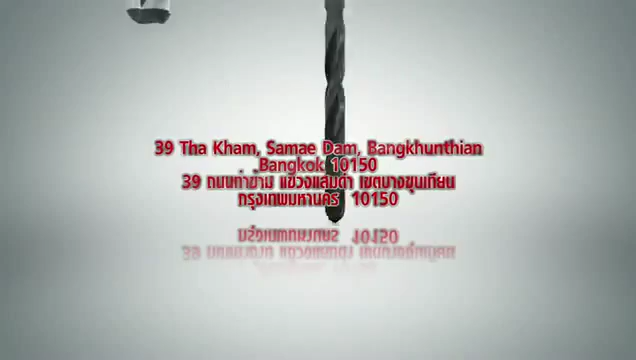 39 Tha Kham, Samae Dam, Bangkhunthian
Bangkok 10150
39 ถนนท่าข้าม แขวงแสมดำ เขตบางขุนเทียน
กรุงเทพมหานคร 10150